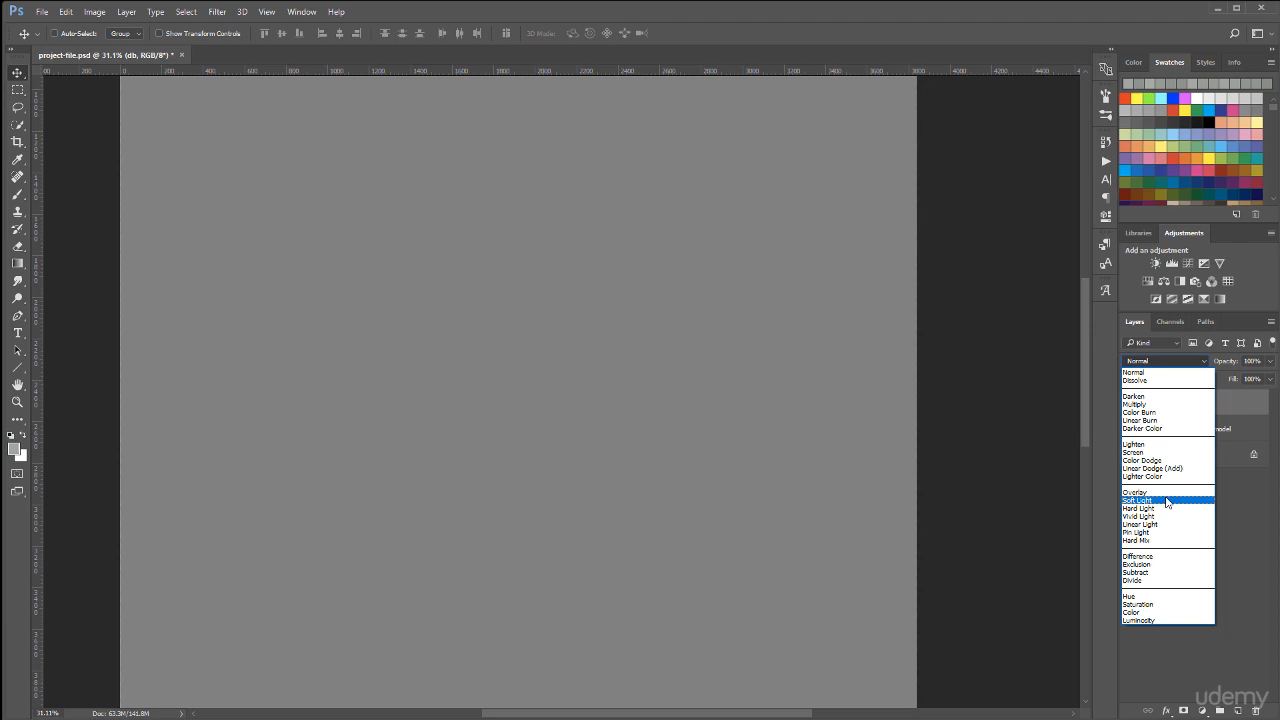 Ps File Edit Image Layer Type Select Filter 3D View Window Help
Auto-Select: Group Show Transform Controls 3D Mode:
project-file.psd @ 31.1% (db, RGB/8*) *
Color Swatches Styles Info
Libraries Adjustments
Add an adjustment
Layers Channels Paths
Kind
Normal Opacity: 100%
Fill: 100%
Normal
Dissolve
Darken
Multiply
Color Burn
Linear Burn
Darker Color
Lighten
Screen
Color Dodge
Linear Dodge (Add)
Lighter Color
Overlay
Soft Light
Hard Light
Vivid Light
Linear Light
Pin Light
Hard Mix
Difference
Exclusion
Subtract
Divide
Hue
Saturation
Color
Luminosity
31.11% Doc: 63.3M/141.8M
udemy